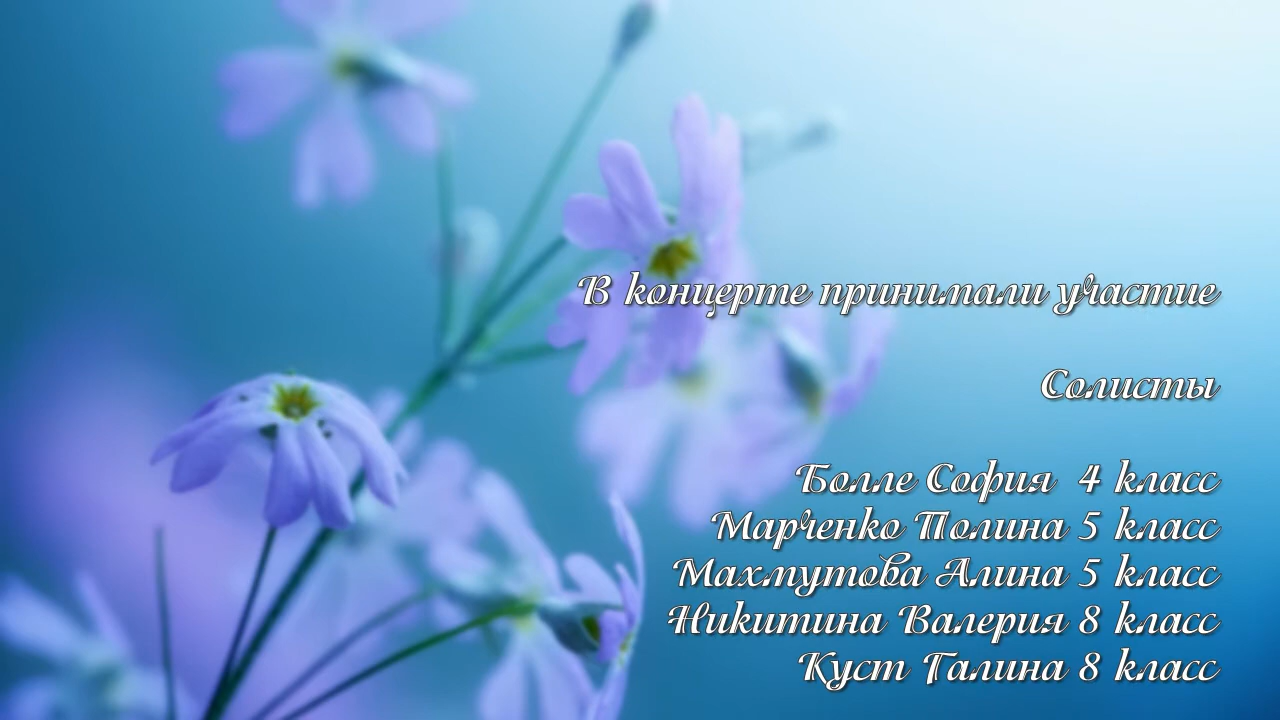 В концерте принимали участие
Солисты
Болле София 4 класс
Марченко Полина 5 класс
Махмутова Алина 5 класс
Никитина Валерия 8 класс
Куст Галина 8 класс